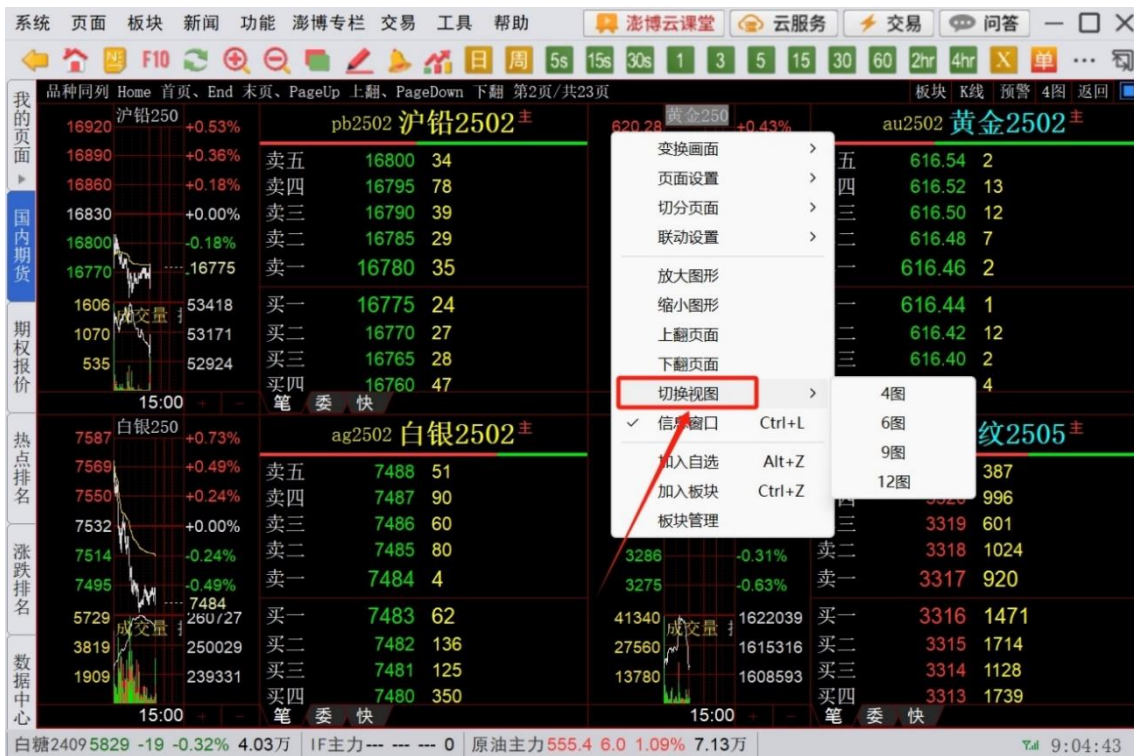 系统 页面 板块 新闻 功能 澎博专栏 交易 工具 帮助 澎博云课堂 云服务 交易 问答
F10 日 周 5s 15s 30s 1 3 5 15 30 60 2hr 4hr X 单
我的页面
国内期货
期权报价
热点排名
涨跌排名
数据中心
品种同列 Home 首页、End 末页、PageUp 上翻、PageDown 下翻 第2页/共23页 板块 K线 预警 4图 返回
沪铅250
16920 +0.53%
16890 +0.36%
16860 +0.18%
16830 +0.00%
16800 -0.18%
16770 16775
1606 53418
成交量
1070 53171
535 52924
15:00
pb2502 沪铅2502主
卖五 16800 34
卖四 16795 78
卖三 16790 39
卖二 16785 29
卖一 16780 35
买一 16775 24
买二 16770 27
买三 16765 28
买四 16760 47
笔 委 快
黄金250
620.28 +0.43%
au2502 黄金2502主
五 616.54 2
四 616.52 13
三 616.50 12
二 616.48 7
一 616.46 2
一 616.44 1
二 616.42 12
三 616.40 2
4
变换画面
页面设置
切分页面
联动设置
放大图形
缩小图形
上翻页面
下翻页面
切换视图
信息窗口 Ctrl+L
加入自选 Alt+Z
加入板块 Ctrl+Z
板块管理
4图
6图
9图
12图
白银250
7587 +0.73%
7569 +0.49%
7550 +0.24%
7532 +0.00%
7514 -0.24%
7495 -0.49%
7484
5729 260727
成交量
3819 250029
1909 239331
15:00
ag2502 白银2502主
卖五 7488 51
卖四 7487 90
卖三 7486 60
卖二 7485 80
卖一 7484 4
买一 7483 62
买二 7482 136
买三 7481 125
买四 7480 350
笔 委 快
纹2505主
387
996
3319 601
卖二 3318 1024
卖一 3317 920
买一 3316 1471
买二 3315 1714
买三 3314 1128
买四 3313 1739
3286 -0.31%
3275 -0.63%
41340 1622039
成交量
27560 1615316
13780 1608593
15:00
笔 委 快
白糖2409 5829 -19 -0.32% 4.03万 IF主力 --- --- --- 0 原油主力 555.4 6.0 1.09% 7.13万 9:04:43